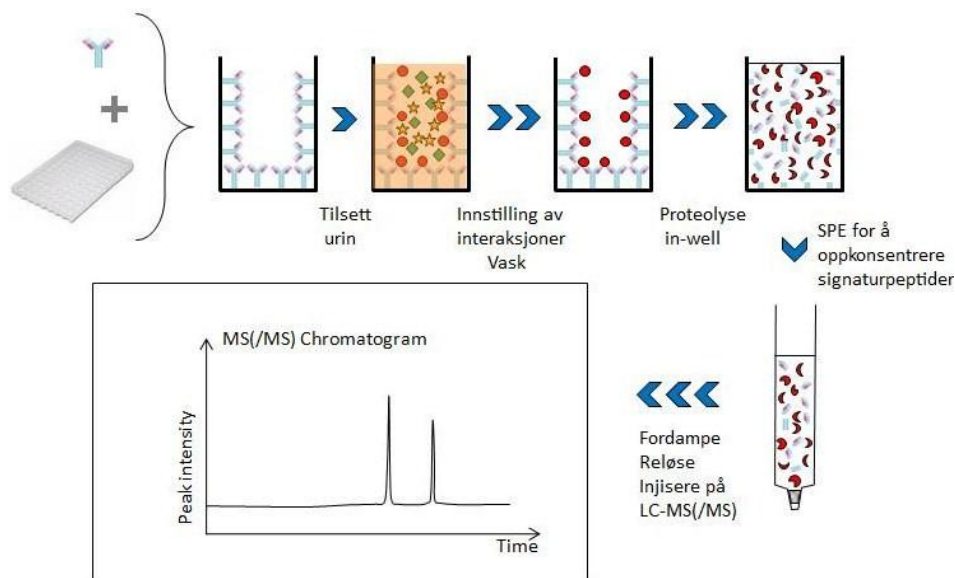 Tilsett
urin
Innstilling av
interaksjoner
Vask
Proteolyse
in-well
SPE for å
oppkonsentrere
signaturpeptider
Fordampe
Reløse
Injisere på
LC-MS(/MS)
MS(/MS) Chromatogram
Peak intensity
Time